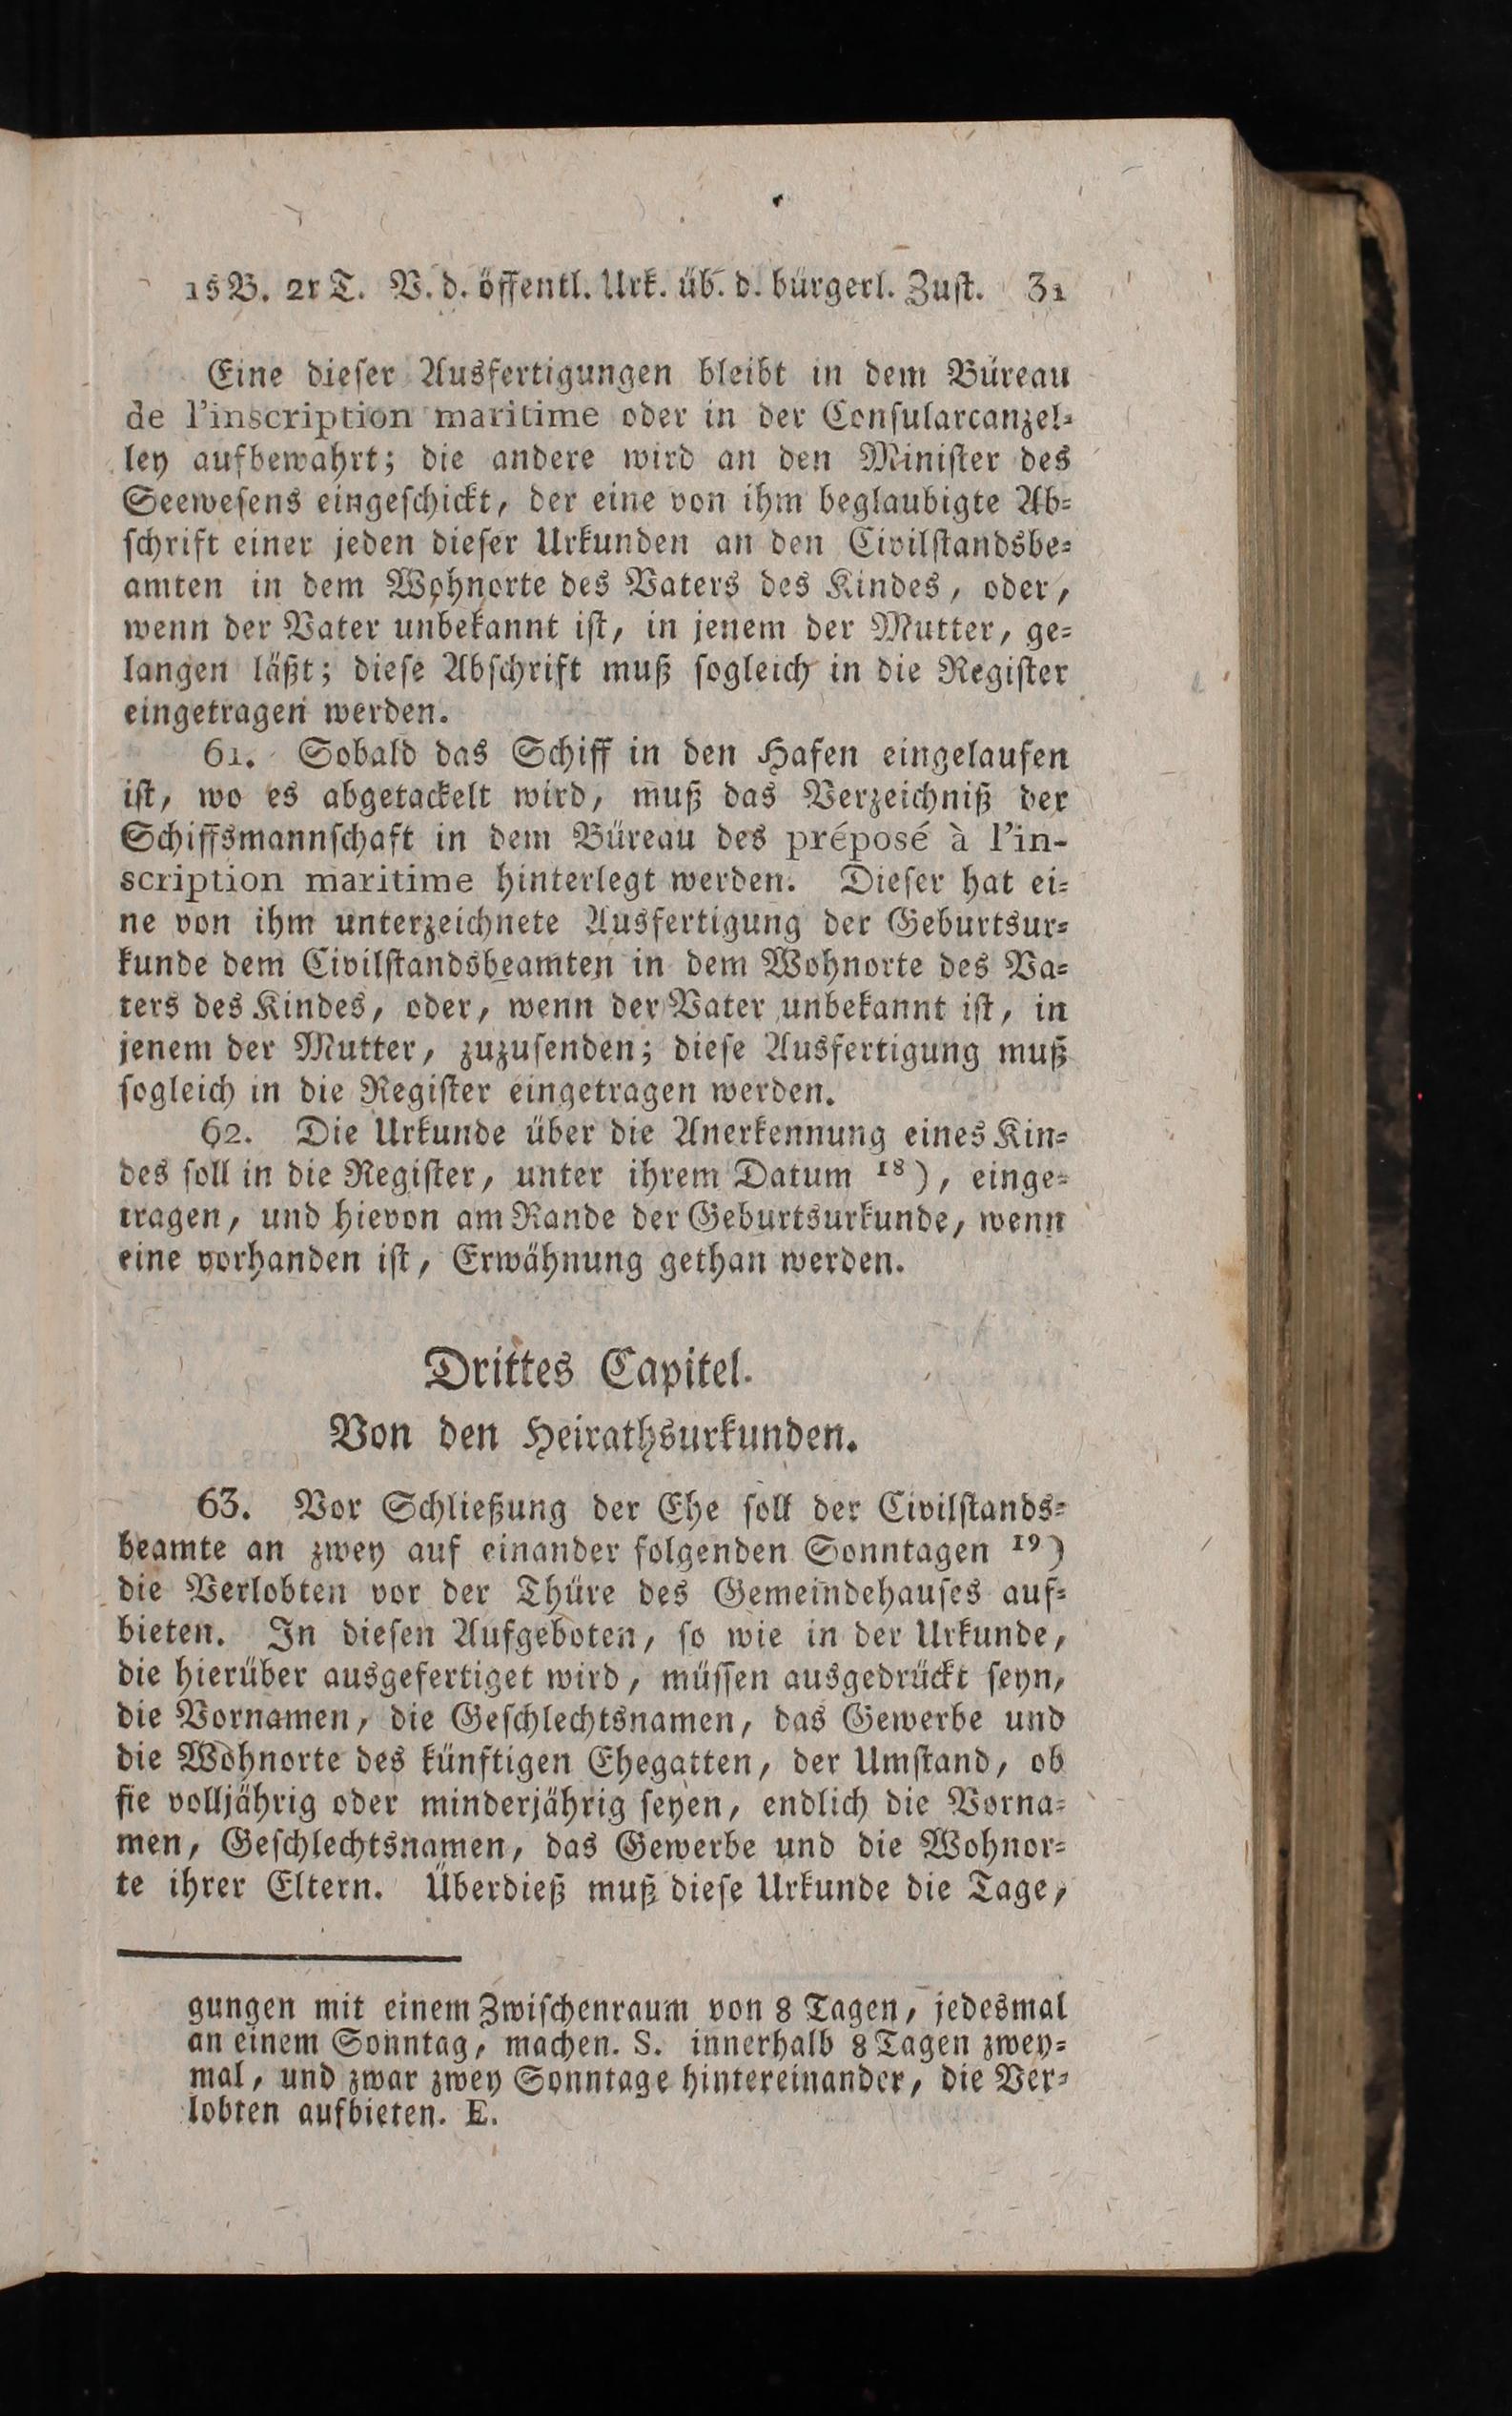 1s B. 2r T. V. d. öffentl. Urk. üb. d. bürgerl. Zust. 31
Eine dieser Ausfertigungen bleibt in dem Büreau
de l'inscription maritime oder in der Consularcanzel-
ley aufbewahrt; die andere wird an den Minister des
Seewesens eingeschickt, der eine von ihm beglaubigte Ab-
schrift einer jeden dieser Urkunden an den Civilstandsbe-
amten in dem Wohnorte des Vaters des Kindes, oder,
wenn der Vater unbekannt ist, in jenem der Mutter, ge-
langen läßt; diese Abschrift muß sogleich in die Register
eingetragen werden.
61. Sobald das Schiff in den Hafen eingelaufen
ist, wo es abgetackelt wird, muß das Verzeichniß der
Schiffsmannschaft in dem Büreau des préposé à l'in-
scription maritime hinterlegt werden. Dieser hat ei-
ne von ihm unterzeichnete Ausfertigung der Geburtsur-
kunde dem Civilstandsbeamten in dem Wohnorte des Va-
ters des Kindes, oder, wenn der Vater unbekannt ist, in
jenem der Mutter, zuzusenden; diese Ausfertigung muß
sogleich in die Register eingetragen werden.
62. Die Urkunde über die Anerkennung eines Kin-
des soll in die Register, unter ihrem Datum 18), einge-
tragen, und hievon am Rande der Geburtsurkunde, wenn
eine vorhanden ist, Erwähnung gethan werden.
Drittes Capitel.
Von den Heirathsurkunden.
63. Vor Schließung der Ehe soll der Civilstands-
beamte an zwey auf einander folgenden Sonntagen 19)
die Verlobten vor der Thüre des Gemeindehauses auf-
bieten. In diesen Aufgeboten, so wie in der Urkunde,
die hierüber ausgefertiget wird, müssen ausgedrückt seyn,
die Vornamen, die Geschlechtsnamen, das Gewerbe und
die Wohnorte des künftigen Ehegatten, der Umstand, ob
sie volljährig oder minderjährig seyen, endlich die Vorna-
men, Geschlechtsnamen, das Gewerbe und die Wohnor-
te ihrer Eltern. Überdieß muß diese Urkunde die Tage,
gungen mit einem Zwischenraum von 8 Tagen, jedesmal
an einem Sonntag, machen. S. innerhalb 8 Tagen zwey-
mal, und zwar zwey Sonntage hintereinander, die Ver-
lobten aufbieten. E.